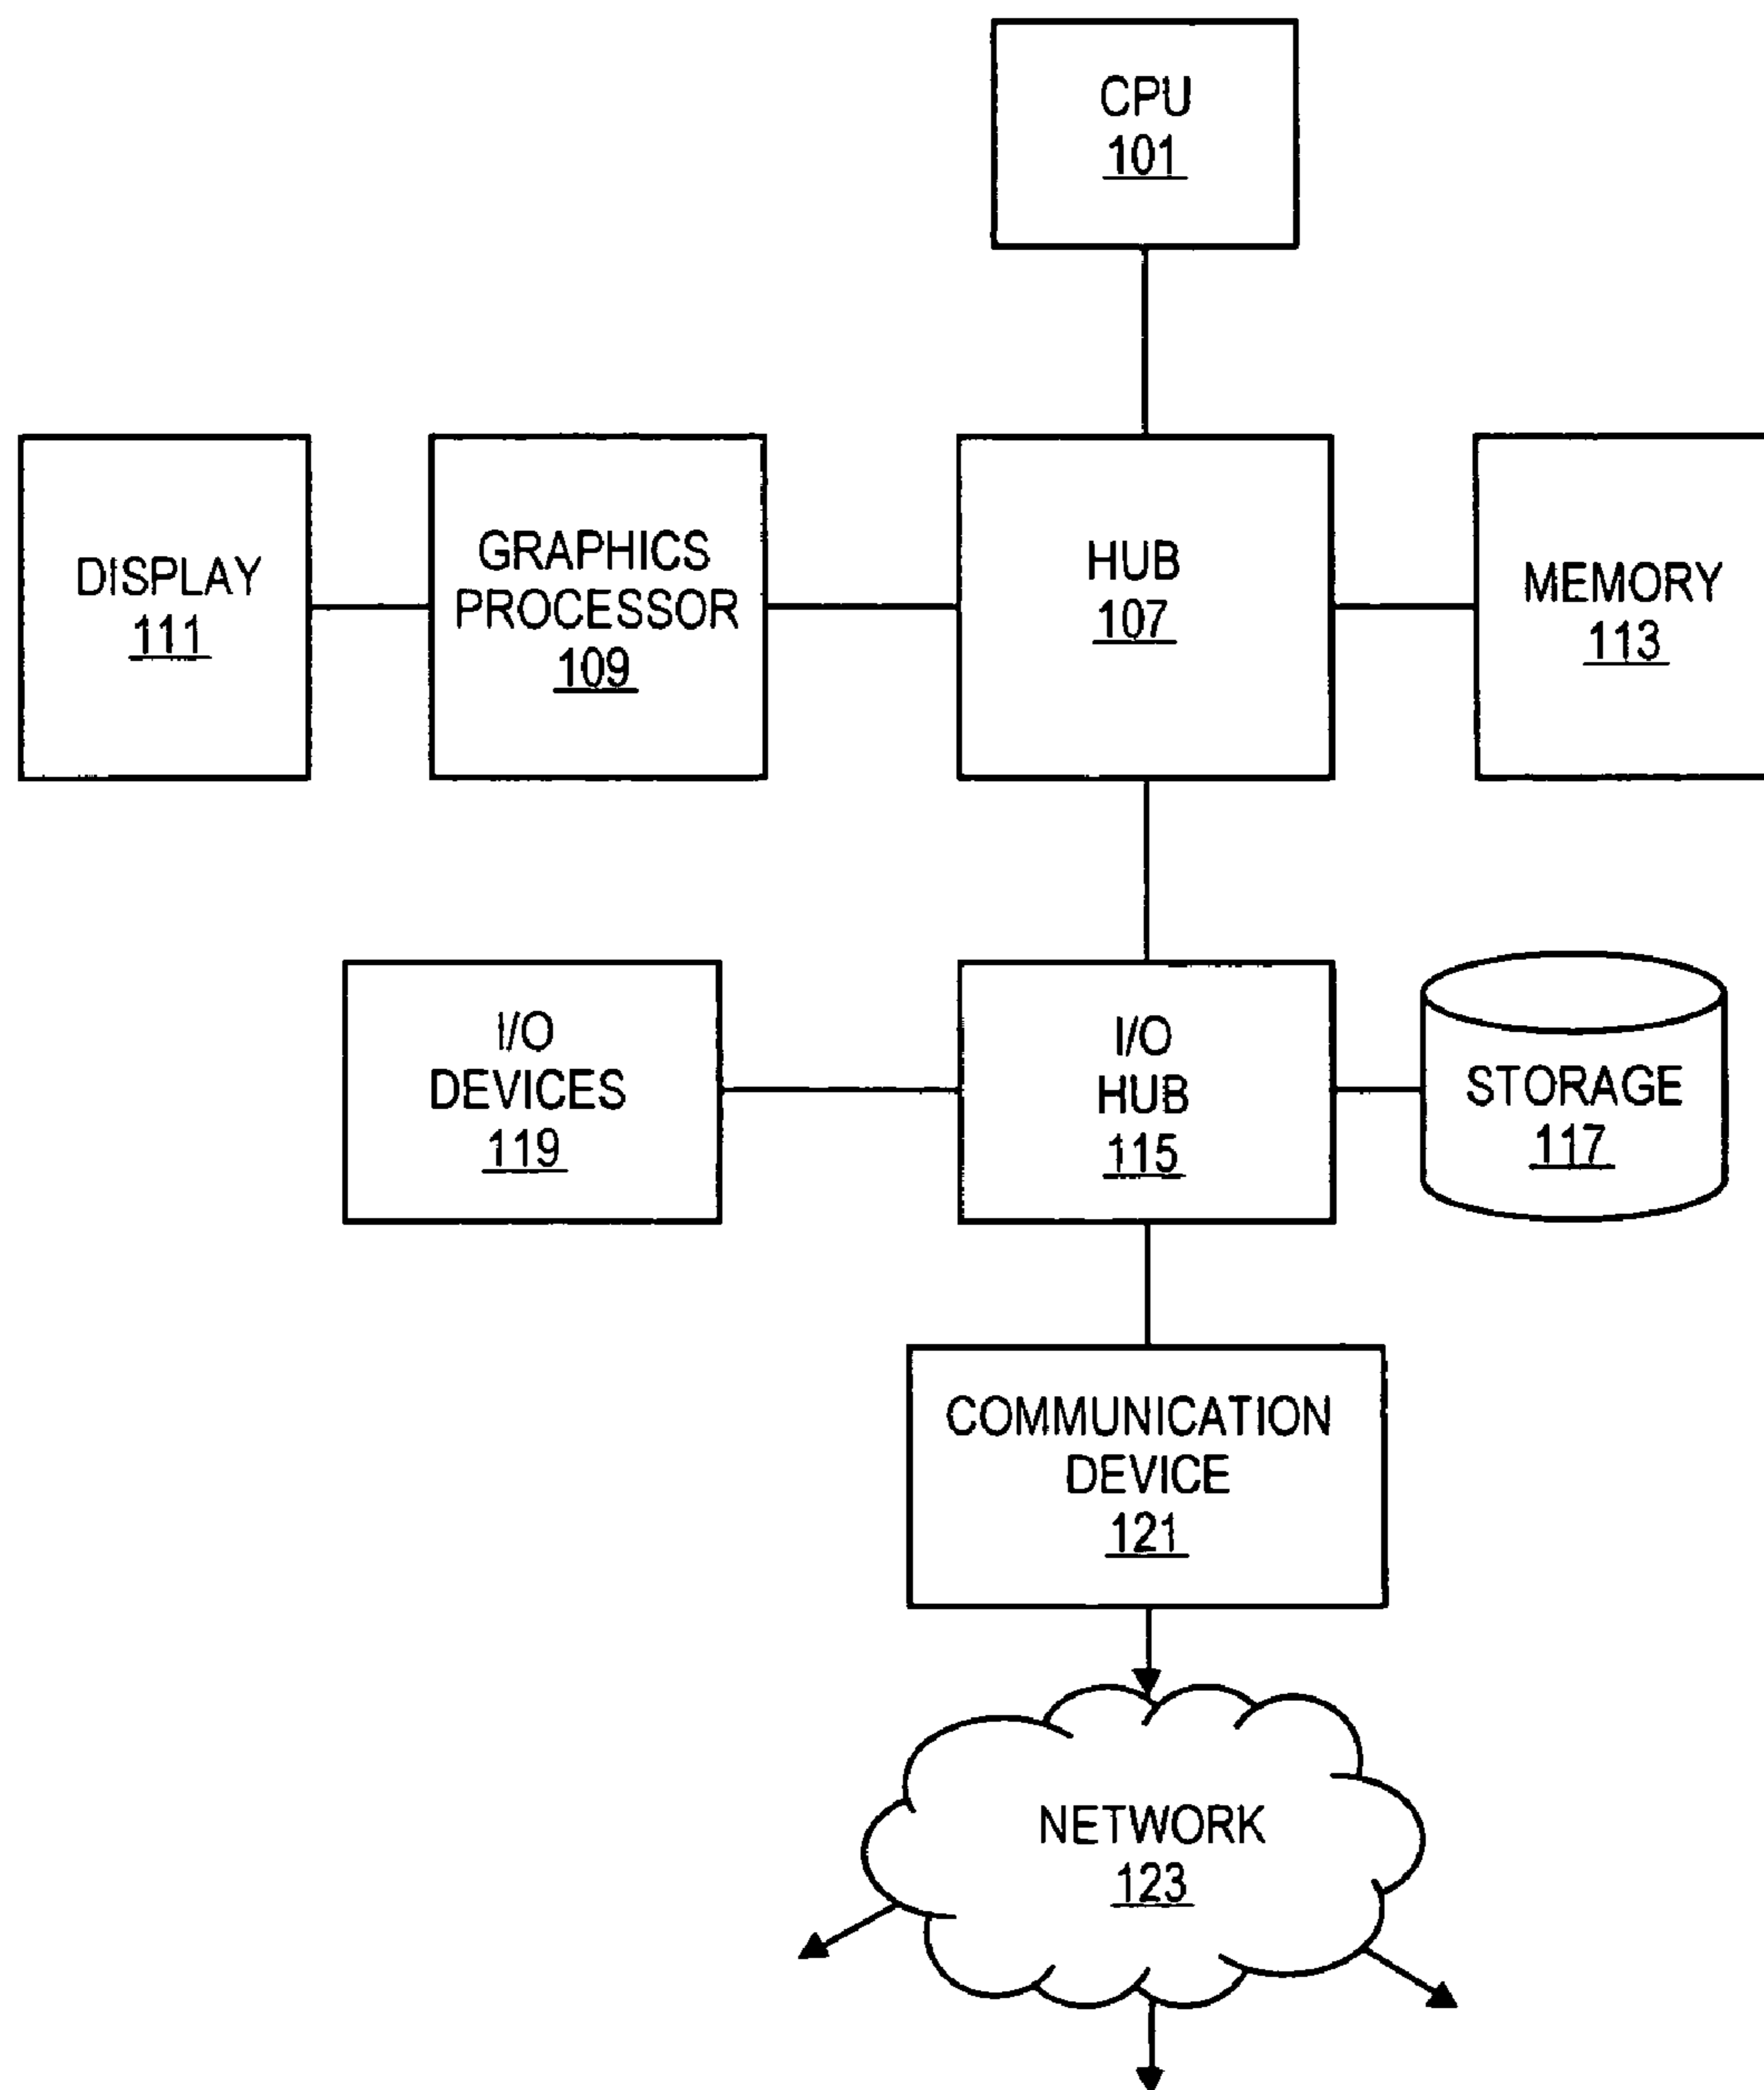 CPU
101
DISPLAY
111
GRAPHICS
PROCESSOR
109
HUB
107
MEMORY
113
I/O
DEVICES
119
I/O
HUB
115
STORAGE
117
COMMUNICATION
DEVICE
121
NETWORK
123